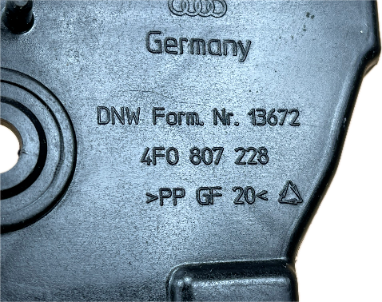 Germany
DNW Form. Nr. 13672
4F0 807 228
>PP GF 20<